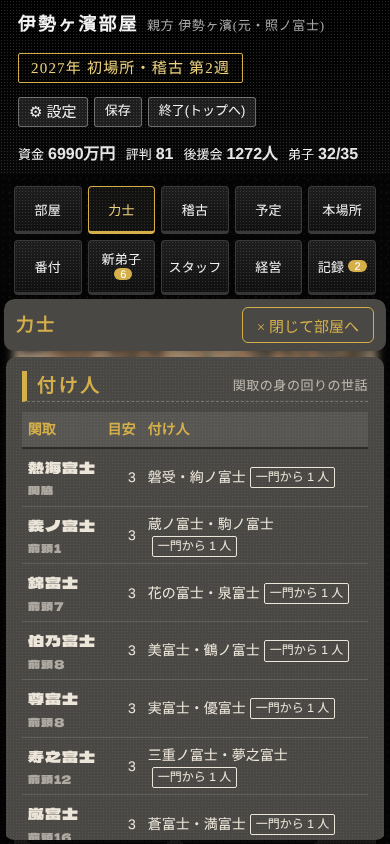 伊勢ヶ濱部屋 親方 伊勢ヶ濱(元・照ノ富士)
2027年 初場所・稽古 第2週
⚙ 設定 保存 終了(トップへ)
資金 6990万円 評判 81 後援会 1272人 弟子 32/35
部屋 力士 稽古 予定 本場所
番付 新弟子 6 スタッフ 経営 記録 2
力士 × 閉じて部屋へ
付け人 関取の身の回りの世話
関取 目安 付け人
熱海富士 3 磐受・絢ノ富士 一門から 1 人
関脇
義ノ富士 3 蔵ノ富士・駒ノ富士
前頭1 一門から 1 人
錦富士 3 花の富士・泉富士 一門から 1 人
前頭7
伯乃富士 3 美富士・鶴ノ富士 一門から 1 人
前頭8
尊富士 3 実富士・優富士 一門から 1 人
前頭8
寿之富士 3 三重ノ富士・夢之富士
前頭12 一門から 1 人
嵐富士 3 蒼富士・満富士 一門から 1 人
前頭16